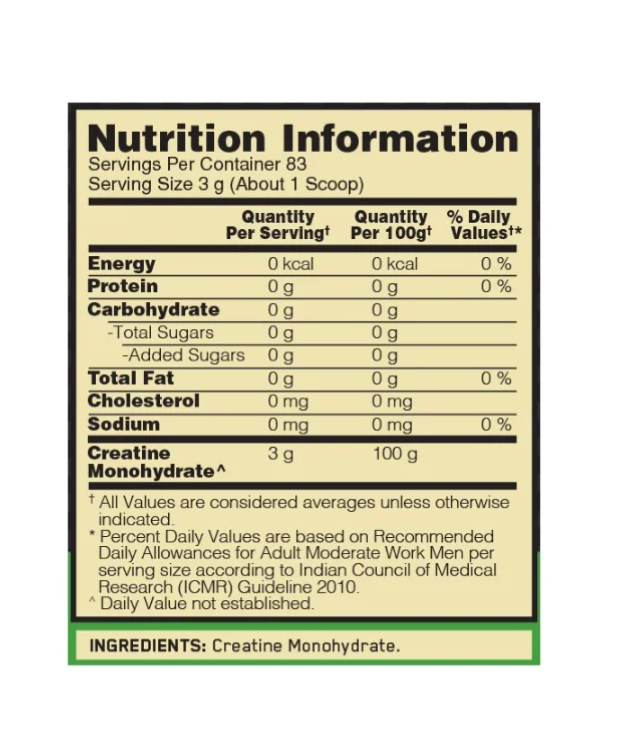 Nutrition Information
Servings Per Container 83
Serving Size 3 g (About 1 Scoop)
Quantity Per Serving† Quantity Per 100g† % Daily Values†*
Energy 0 kcal 0 kcal 0 %
Protein 0 g 0 g 0 %
Carbohydrate 0 g 0 g
-Total Sugars 0 g 0 g
-Added Sugars 0 g 0 g
Total Fat 0 g 0 g 0 %
Cholesterol 0 mg 0 mg
Sodium 0 mg 0 mg 0 %
Creatine Monohydrate^ 3 g 100 g
† All Values are considered averages unless otherwise
indicated.
* Percent Daily Values are based on Recommended
Daily Allowances for Adult Moderate Work Men per
serving size according to Indian Council of Medical
Research (ICMR) Guideline 2010.
^ Daily Value not established.
INGREDIENTS: Creatine Monohydrate.